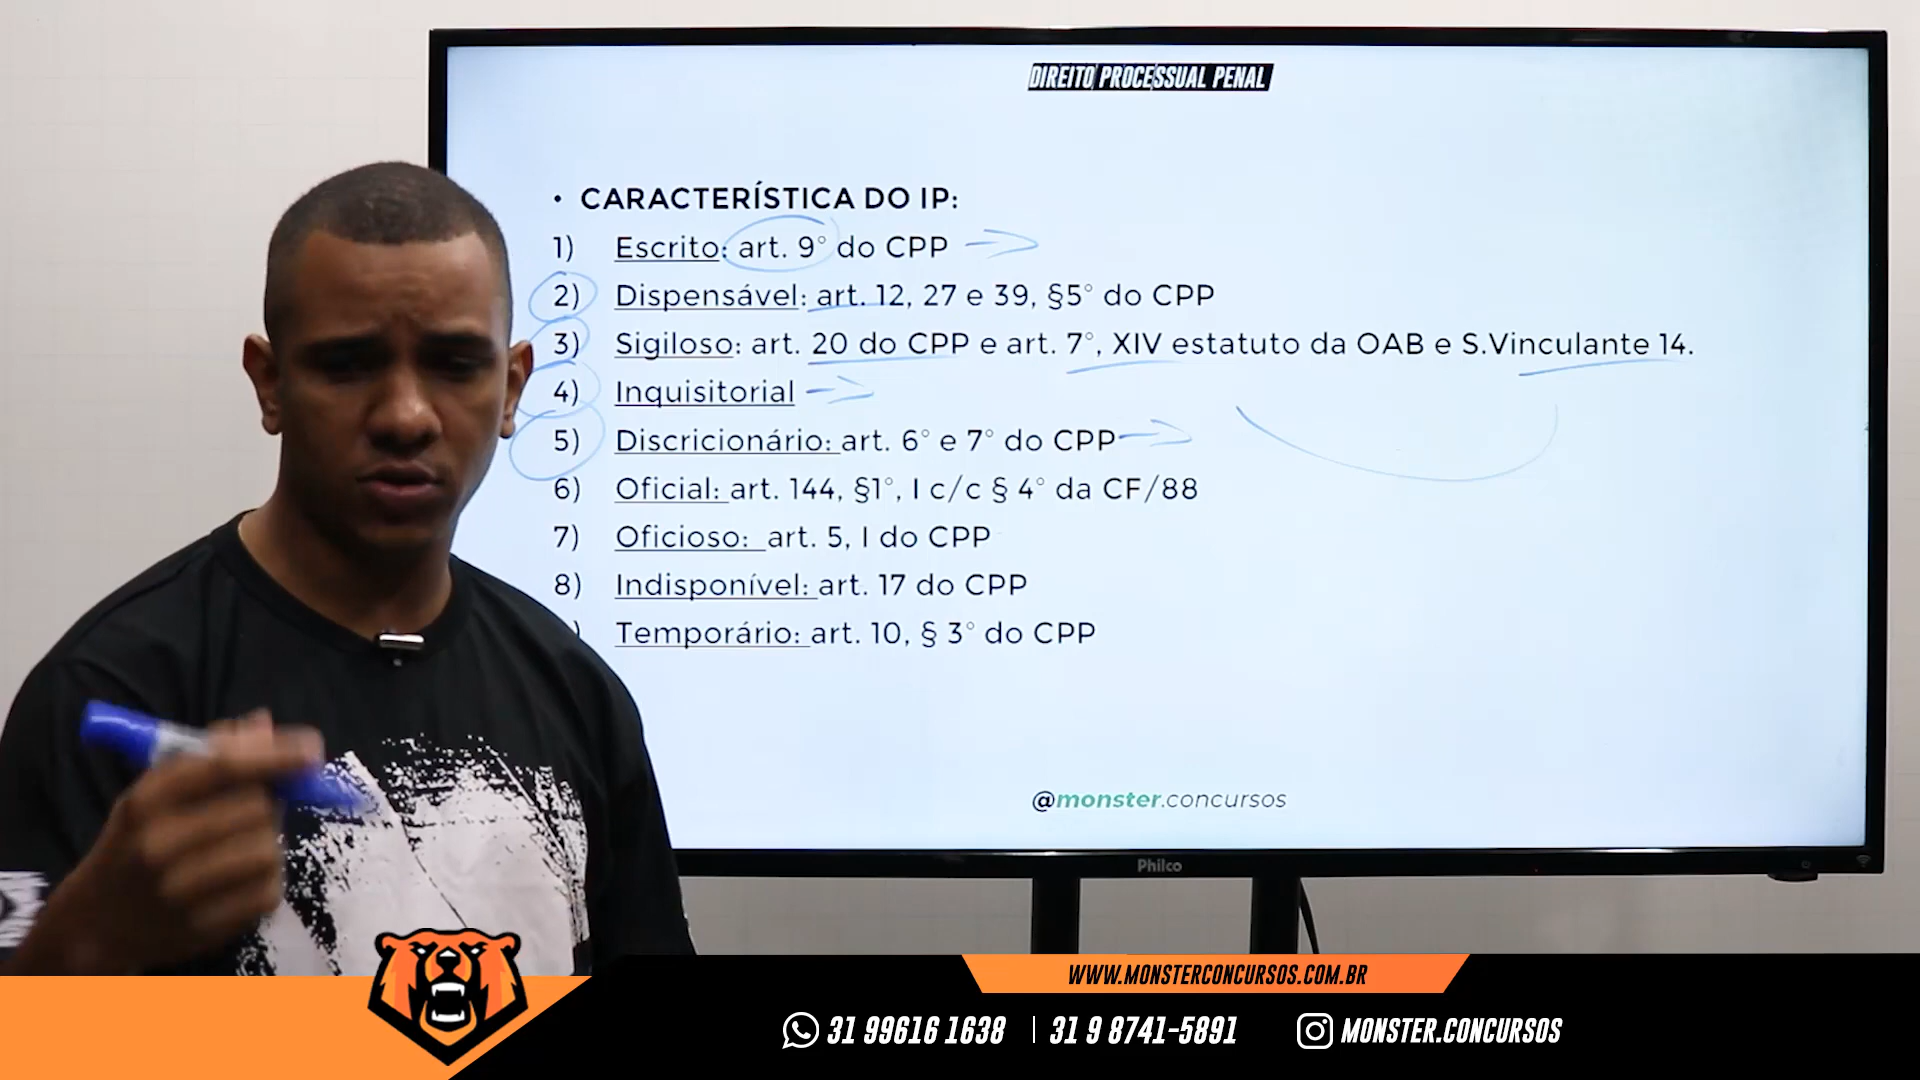 DIREITO PROCESSUAL PENAL
• CARACTERÍSTICA DO IP:
1) Escrito: art. 9° do CPP
2) Dispensável: art. 12, 27 e 39, §5° do CPP
3) Sigiloso: art. 20 do CPP e art. 7°, XIV estatuto da OAB e S.Vinculante 14.
4) Inquisitorial
5) Discricionário: art. 6° e 7° do CPP
6) Oficial: art. 144, §1°, I c/c § 4° da CF/88
7) Oficioso: art. 5, I do CPP
8) Indisponível: art. 17 do CPP
) Temporário: art. 10, § 3° do CPP
@monster.concursos
Philco
WWW.MONSTERCONCURSOS.COM.BR
31 99616 1638 | 31 9 8741-5891 MONSTER.CONCURSOS